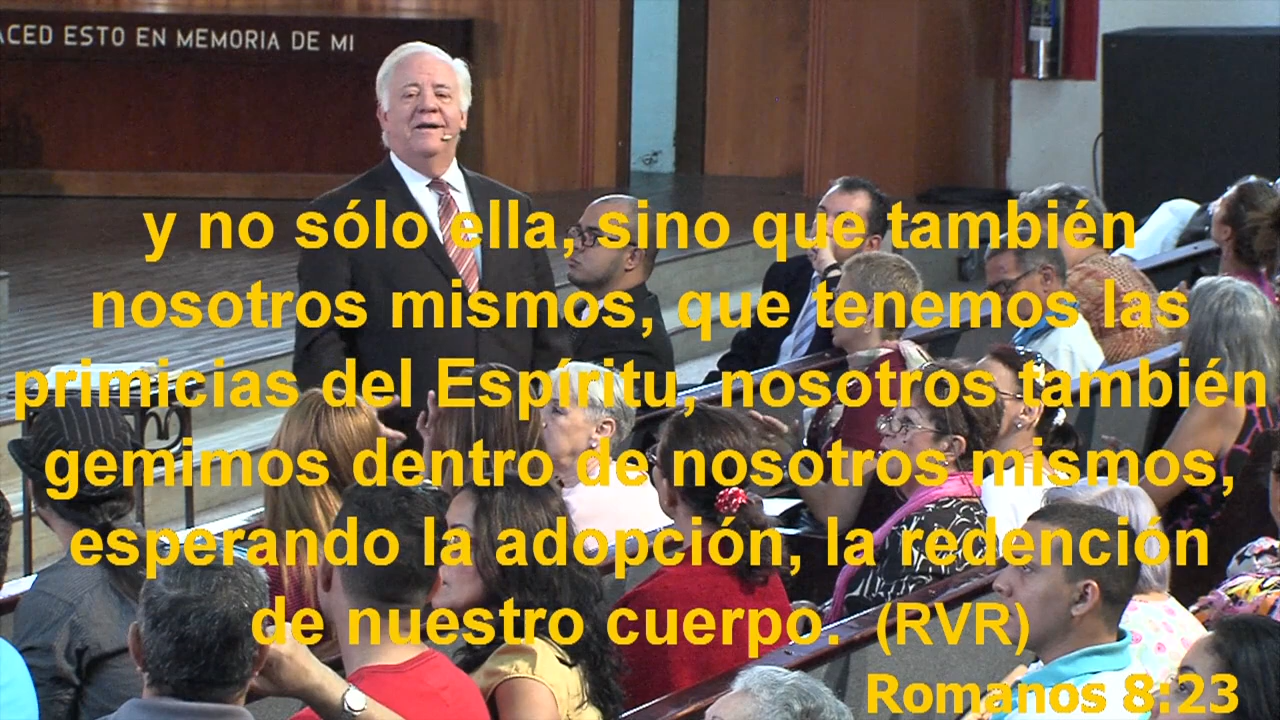 ACED ESTO EN MEMORIA DE MI
y no sólo ella, sino que también
nosotros mismos, que tenemos las
primicias del Espíritu, nosotros también
gemimos dentro de nosotros mismos,
esperando la adopción, la redención
de nuestro cuerpo. (RVR)
Romanos 8:23